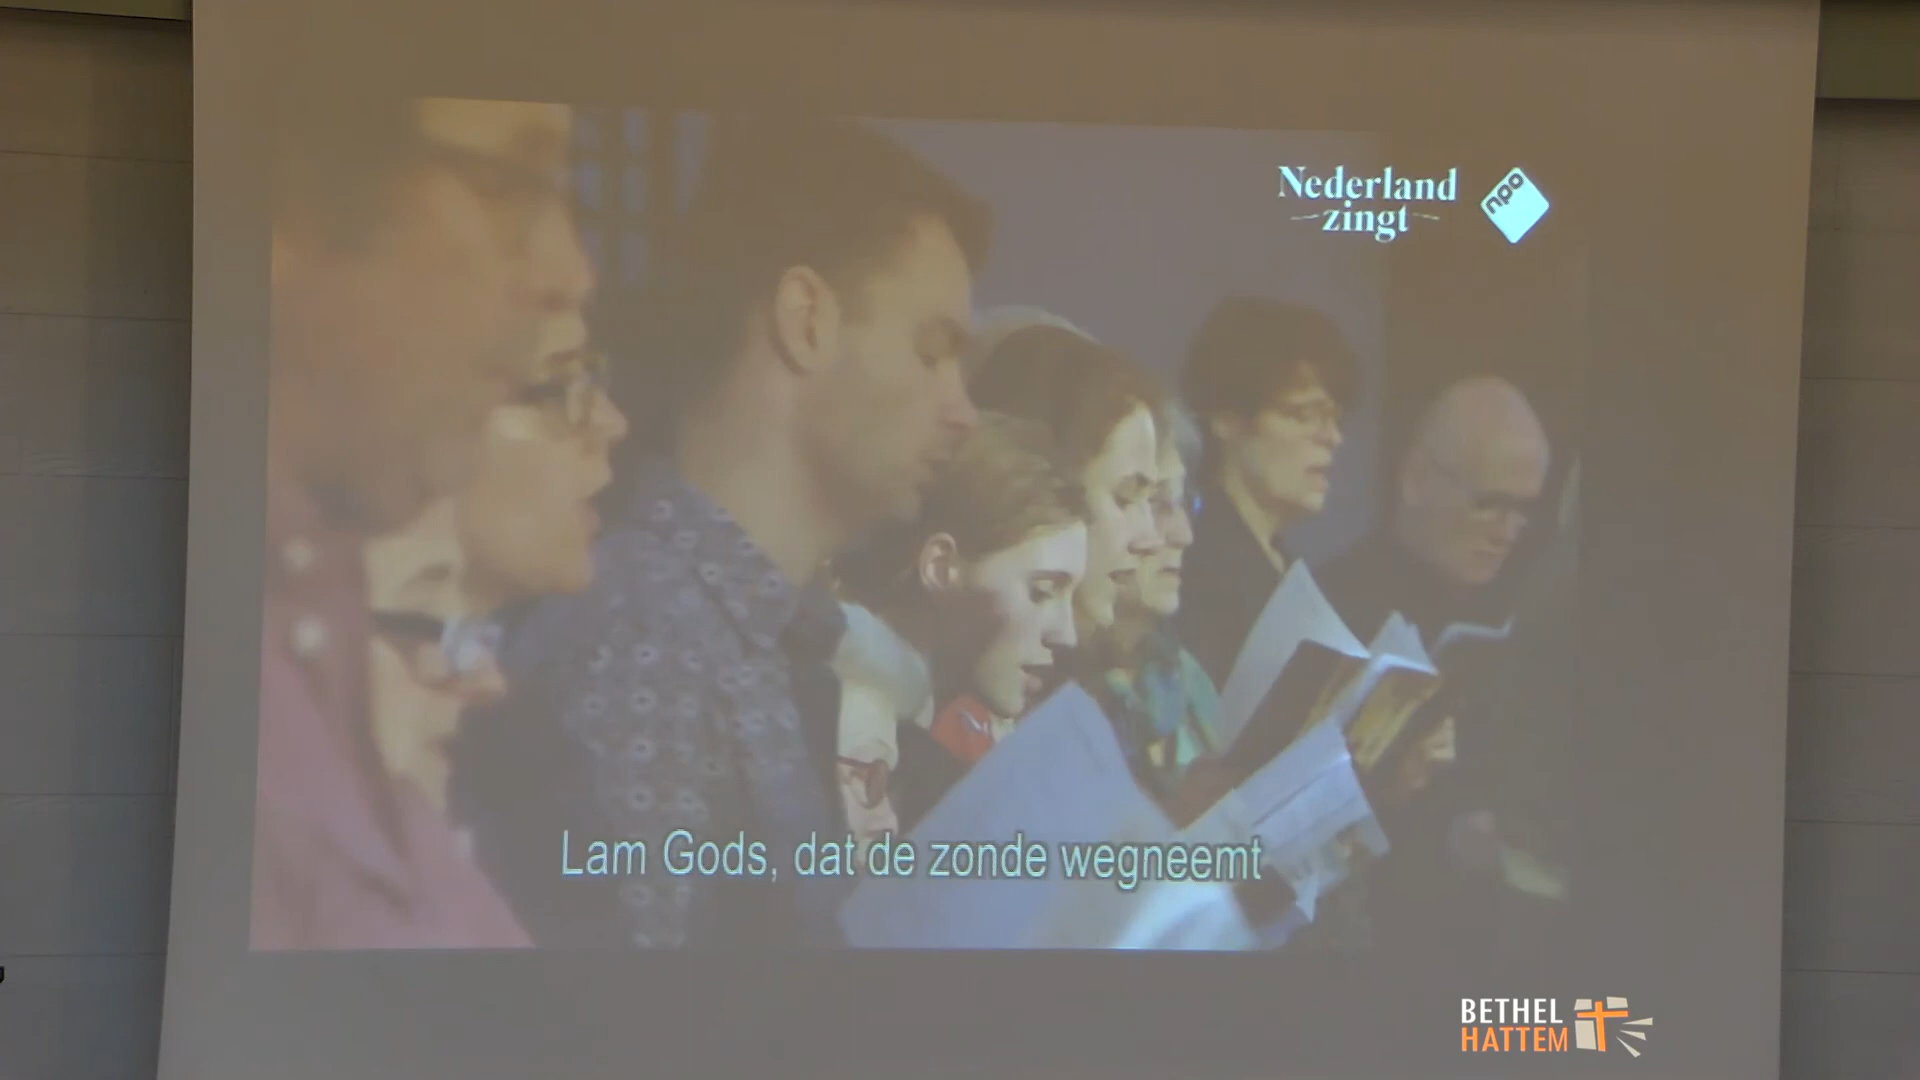 Nederland
zingt
npo
Lam Gods, dat de zonde wegneemt
BETHEL
HATTEM